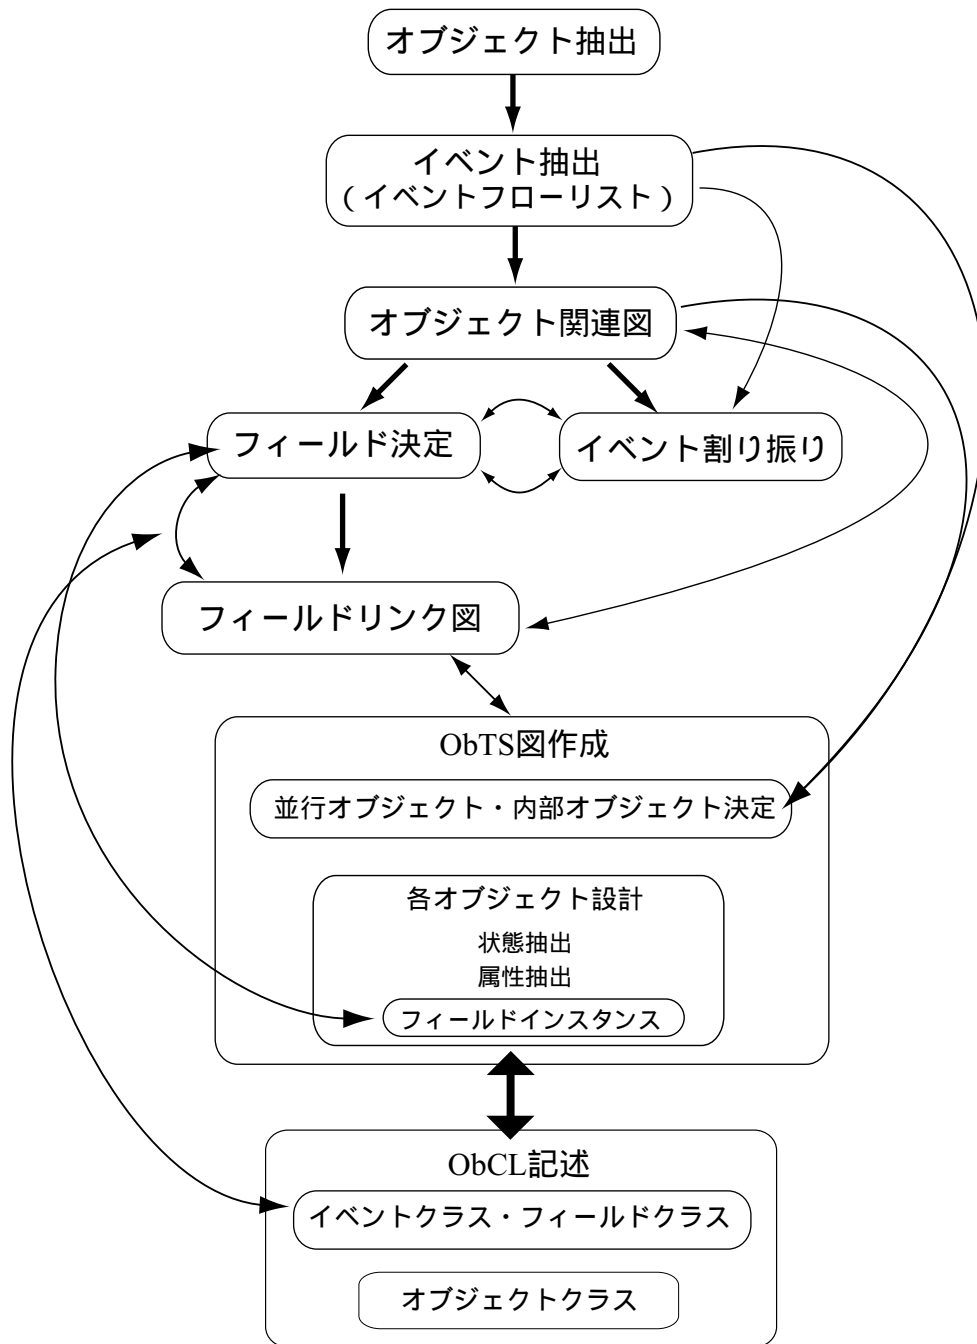 オブジェクト抽出
イベント抽出
（イベントフローリスト）
オブジェクト関連図
フィールド決定
イベント割り振り
フィールドリンク図
ObTS図作成
並行オブジェクト・内部オブジェクト決定
各オブジェクト設計
状態抽出
属性抽出
フィールドインスタンス
ObCL記述
イベントクラス・フィールドクラス
オブジェクトクラス